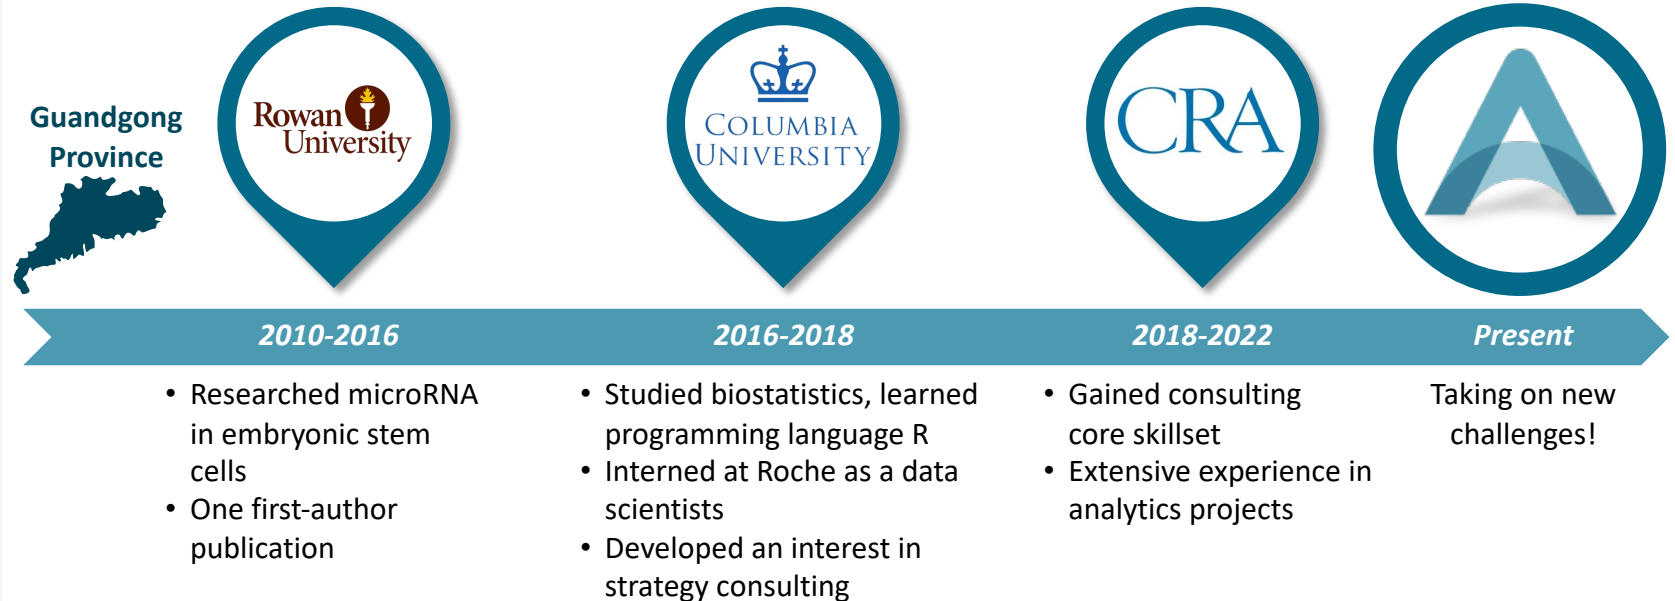 Guandgong
Province
Rowan
University
COLUMBIA
UNIVERSITY
CRA
2010-2016
2016-2018
2018-2022
Present
• Researched microRNA
in embryonic stem
cells
• One first-author
publication
• Studied biostatistics, learned
programming language R
• Interned at Roche as a data
scientists
• Developed an interest in
strategy consulting
• Gained consulting
core skillset
• Extensive experience in
analytics projects
Taking on new
challenges!